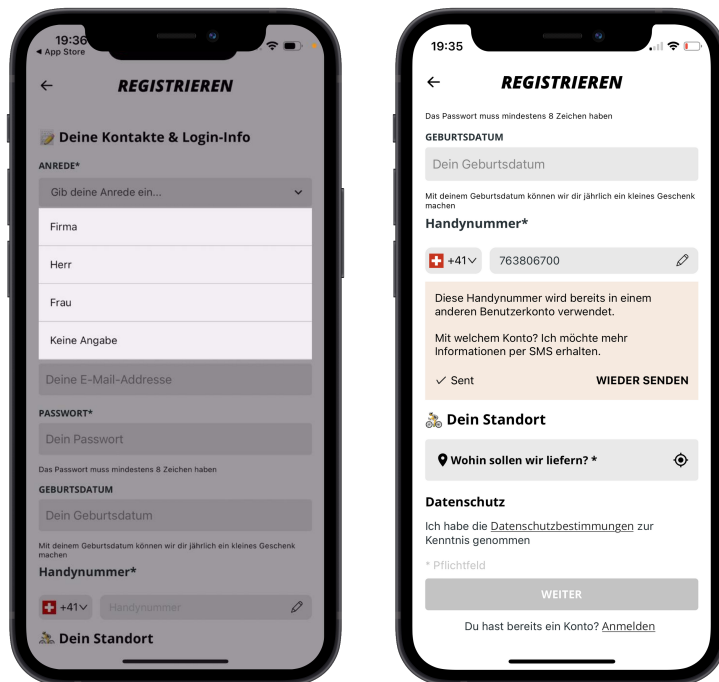 19:36
◀ App Store
←
REGISTRIEREN
Deine Kontakte & Login-Info
ANREDE*
Gib deine Anrede ein...
Firma
Herr
Frau
Keine Angabe
Deine E-Mail-Addresse
PASSWORT*
Dein Passwort
Das Passwort muss mindestens 8 Zeichen haben
GEBURTSDATUM
Dein Geburtsdatum
Mit deinem Geburtsdatum können wir dir jährlich ein kleines Geschenk
machen
Handynummer*
+41
Handynummer
Dein Standort
19:35
←
REGISTRIEREN
Das Passwort muss mindestens 8 Zeichen haben
GEBURTSDATUM
Dein Geburtsdatum
Mit deinem Geburtsdatum können wir dir jährlich ein kleines Geschenk
machen
Handynummer*
+41
763806700
Diese Handynummer wird bereits in einem
anderen Benutzerkonto verwendet.
Mit welchem Konto? Ich möchte mehr
Informationen per SMS erhalten.
✓ Sent
WIEDER SENDEN
Dein Standort
Wohin sollen wir liefern? *
Datenschutz
Ich habe die Datenschutzbestimmungen zur
Kenntnis genommen
* Pflichtfeld
WEITER
Du hast bereits ein Konto? Anmelden